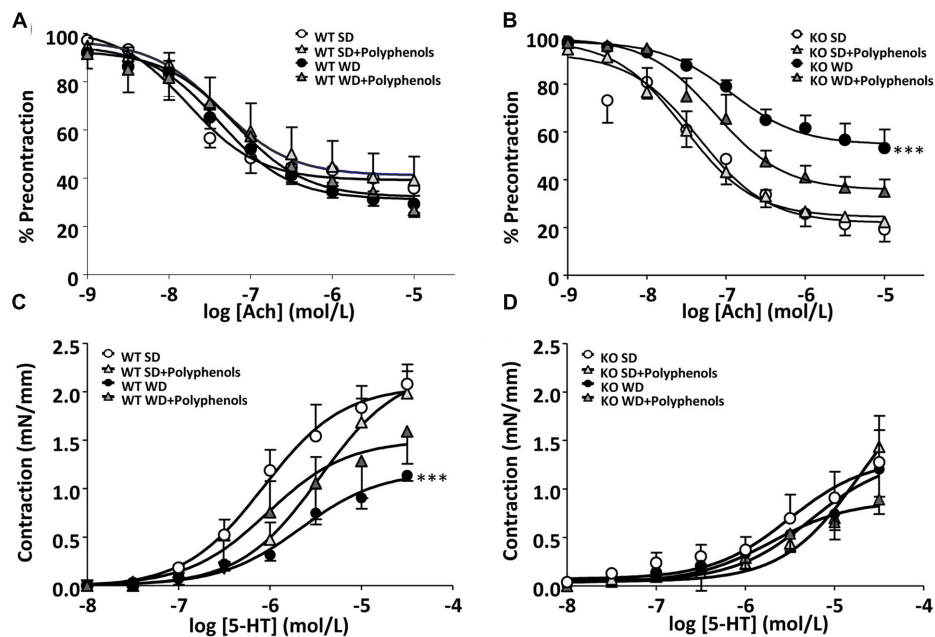 A
% Precontraction
100
80
60
40
20
0
WT SD
WT SD+Polyphenols
WT WD
WT WD+Polyphenols
-9
-8
-7
-6
-5
log [Ach] (mol/L)
B
% Precontraction
100
80
60
40
20
0
KO SD
KO SD+Polyphenols
KO WD
KO WD+Polyphenols
***
-9
-8
-7
-6
-5
log [Ach] (mol/L)
C
Contraction (mN/mm)
2.5
2.0
1.5
1.0
0.5
0.0
WT SD
WT SD+Polyphenols
WT WD
WT WD+Polyphenols
***
-8
-7
-6
-5
-4
log [5-HT] (mol/L)
D
Contraction (mN/mm)
2.5
2.0
1.5
1.0
0.5
0.0
KO SD
KO SD+Polyphenols
KO WD
KO WD+Polyphenols
-8
-7
-6
-5
-4
log [5-HT] (mol/L)